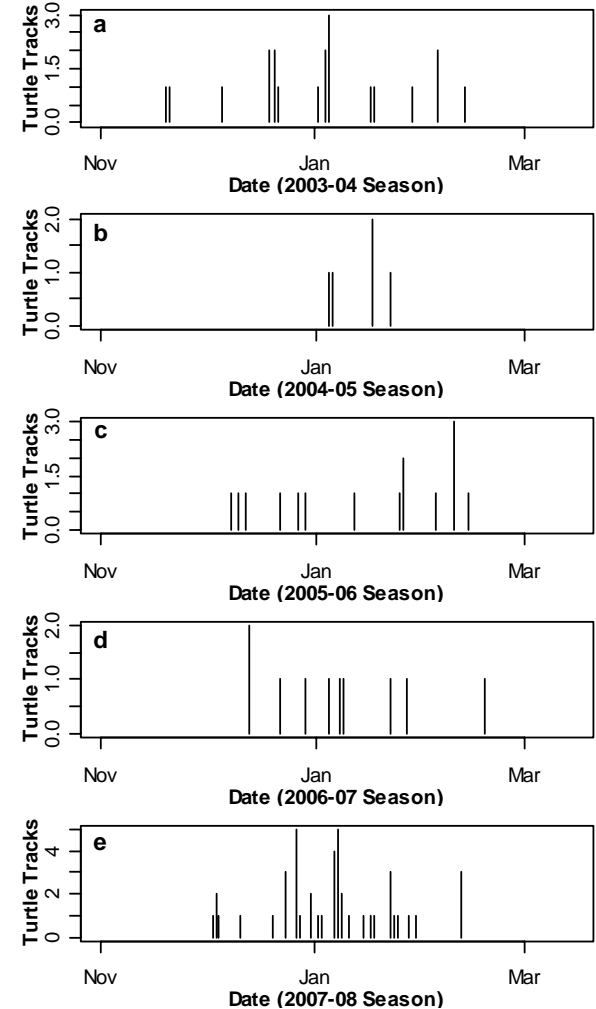 a
Turtle Tracks
0.0 1.5 3.0
Nov Jan Mar
Date (2003-04 Season)
b
Turtle Tracks
0.0 1.0 2.0
Nov Jan Mar
Date (2004-05 Season)
c
Turtle Tracks
0.0 1.5 3.0
Nov Jan Mar
Date (2005-06 Season)
d
Turtle Tracks
0.0 1.0 2.0
Nov Jan Mar
Date (2006-07 Season)
e
Turtle Tracks
0 2 4
Nov Jan Mar
Date (2007-08 Season)